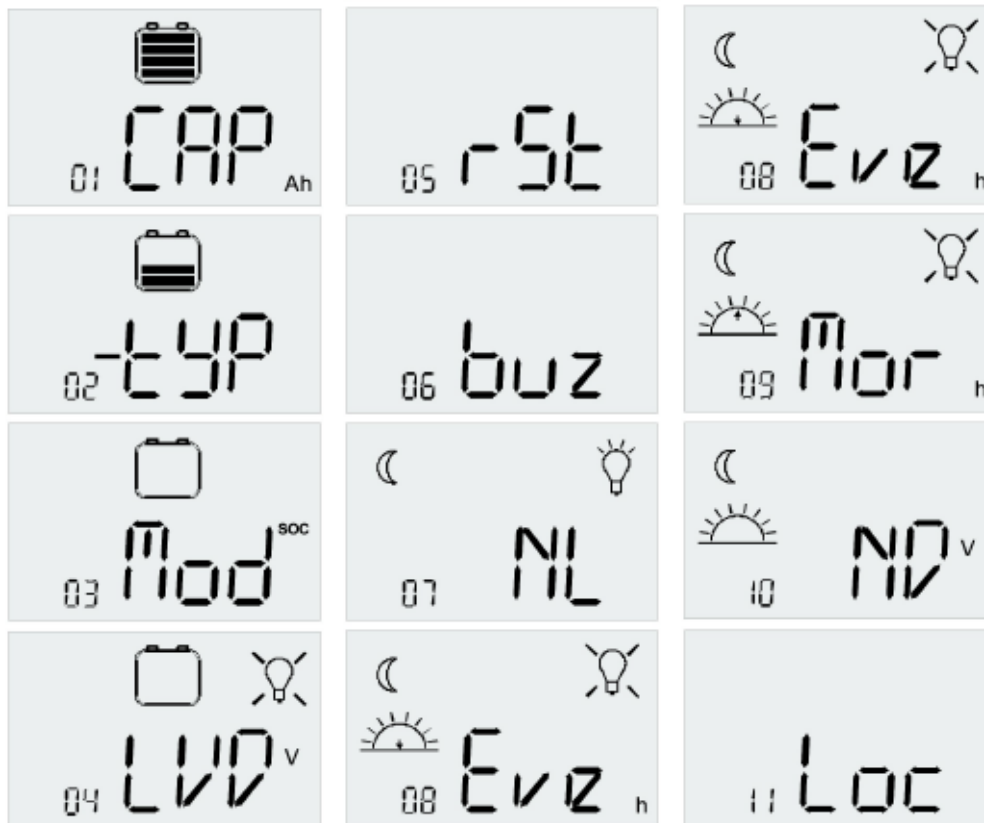 01 CAP Ah
02 typ
03 Mod SOC
04 LVD V
05 rSt
06 buz
07 NL
08 Eve h
08 Eve h
09 Mor h
10 ND V
11 Loc